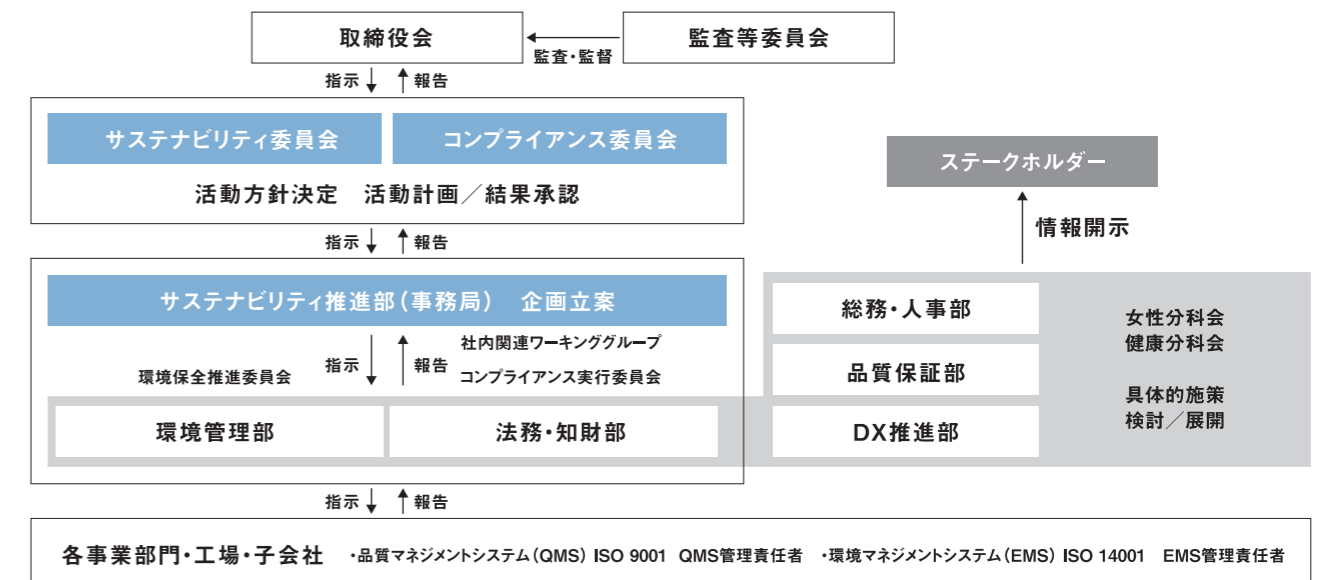 取締役会
監査・監督
監査等委員会
指示 報告
サステナビリティ委員会
コンプライアンス委員会
活動方針決定 活動計画／結果承認
指示 報告
サステナビリティ推進部（事務局） 企画立案
指示 報告
環境保全推進委員会
社内関連ワーキンググループ
コンプライアンス実行委員会
環境管理部
法務・知財部
ステークホルダー
情報開示
総務・人事部
品質保証部
DX推進部
女性分科会
健康分科会
具体的施策
検討／展開
指示 報告
各事業部門・工場・子会社 ・品質マネジメントシステム（QMS） ISO 9001 QMS管理責任者 ・環境マネジメントシステム（EMS） ISO 14001 EMS管理責任者